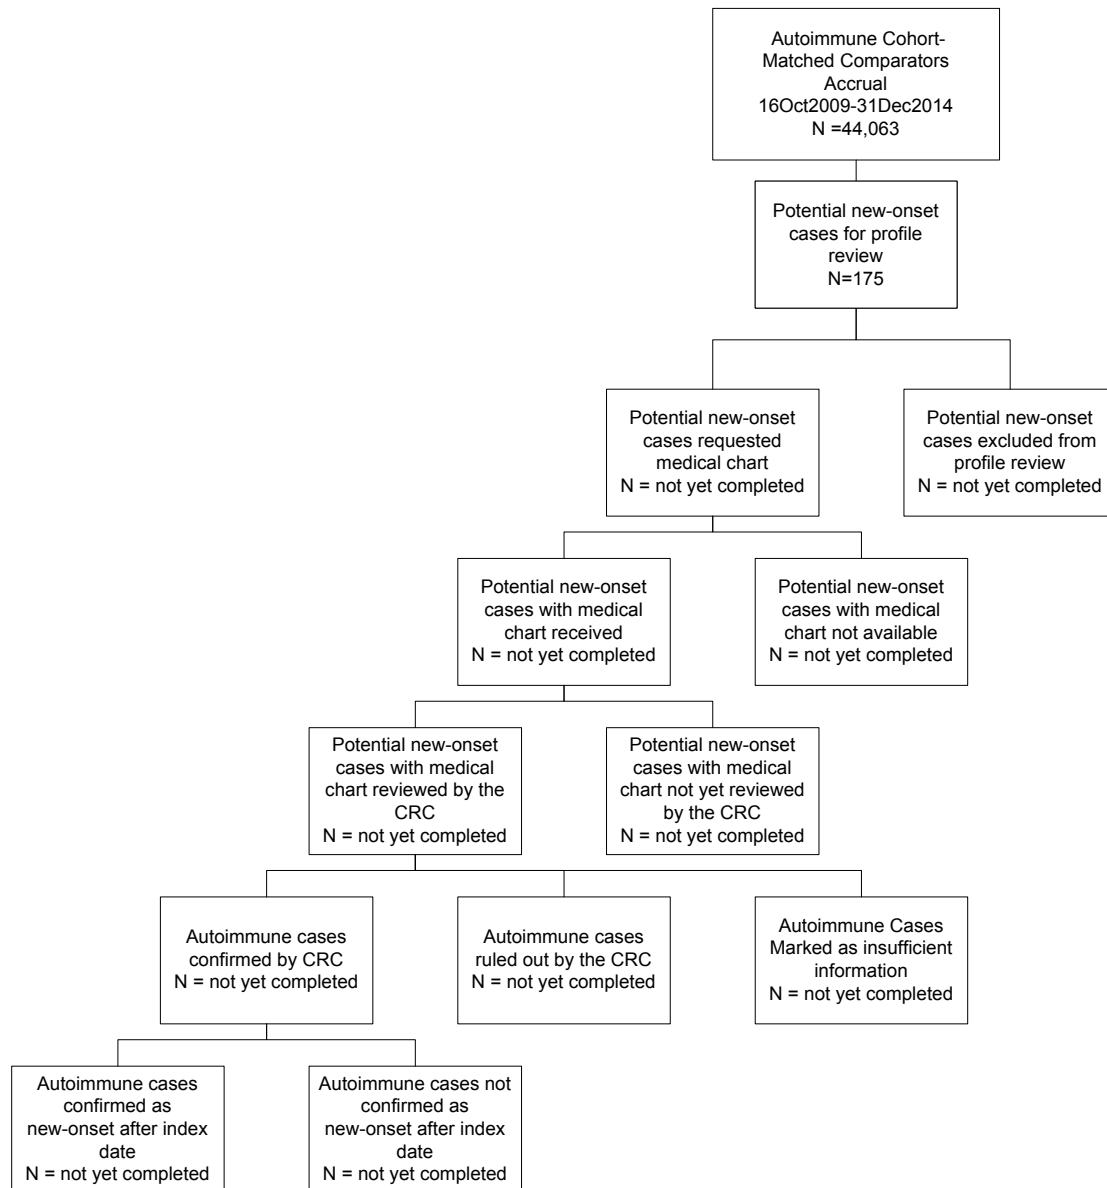 Autoimmune Cohort-
Matched Comparators
Accrual
16Oct2009-31Dec2014
N =44,063
Potential new-onset
cases for profile
review
N=175
Potential new-onset
cases requested
medical chart
N = not yet completed
Potential new-onset
cases excluded from
profile review
N = not yet completed
Potential new-onset
cases with medical
chart received
N = not yet completed
Potential new-onset
cases with medical
chart not available
N = not yet completed
Potential new-onset
cases with medical
chart reviewed by the
CRC
N = not yet completed
Potential new-onset
cases with medical
chart not yet reviewed
by the CRC
N = not yet completed
Autoimmune cases
confirmed by CRC
N = not yet completed
Autoimmune cases
ruled out by the CRC
N = not yet completed
Autoimmune Cases
Marked as insufficient
information
N = not yet completed
Autoimmune cases
confirmed as
new-onset after index
date
N = not yet completed
Autoimmune cases not
confirmed as
new-onset after index
date
N = not yet completed